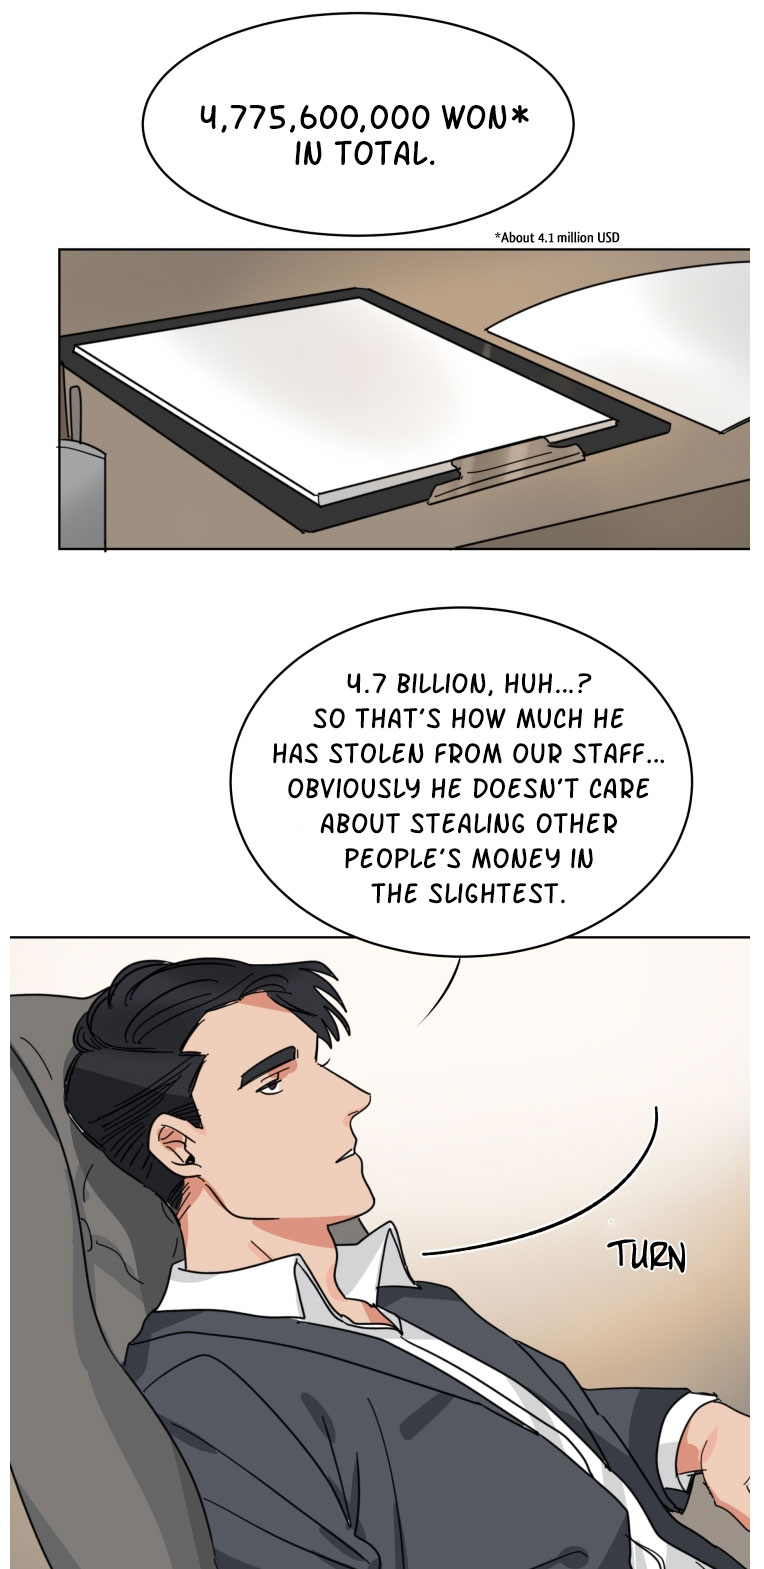 4,775,600,000 WON*
IN TOTAL.
*About 4.1 million USD
4.7 BILLION, HUH...?
SO THAT'S HOW MUCH HE
HAS STOLEN FROM OUR STAFF...
OBVIOUSLY HE DOESN'T CARE
ABOUT STEALING OTHER
PEOPLE'S MONEY IN
THE SLIGHTEST.
TURN